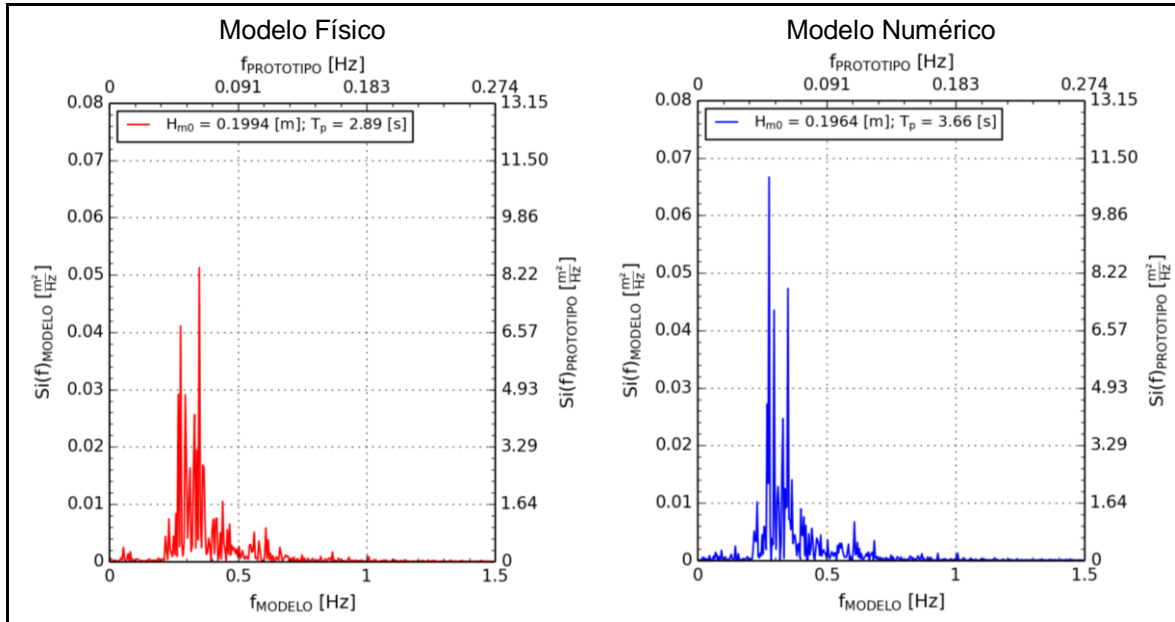 Modelo Físico
f_PROTOTIPO [Hz]
0 0.091 0.183 0.274
H_m0 = 0.1994 [m]; T_p = 2.89 [s]
Si(f)_MODELO [m²/Hz]
0.08
0.07
0.06
0.05
0.04
0.03
0.02
0.01
0
13.15
11.50
9.86
8.22
6.57
4.93
3.29
1.64
0
Si(f)_PROTOTIPO [m²/Hz]
0 0.5 1 1.5
f_MODELO [Hz]
Modelo Numérico
f_PROTOTIPO [Hz]
0 0.091 0.183 0.274
H_m0 = 0.1964 [m]; T_p = 3.66 [s]
Si(f)_MODELO [m²/Hz]
0.08
0.07
0.06
0.05
0.04
0.03
0.02
0.01
0
13.15
11.50
9.86
8.22
6.57
4.93
3.29
1.64
0
Si(f)_PROTOTIPO [m²/Hz]
0 0.5 1 1.5
f_MODELO [Hz]